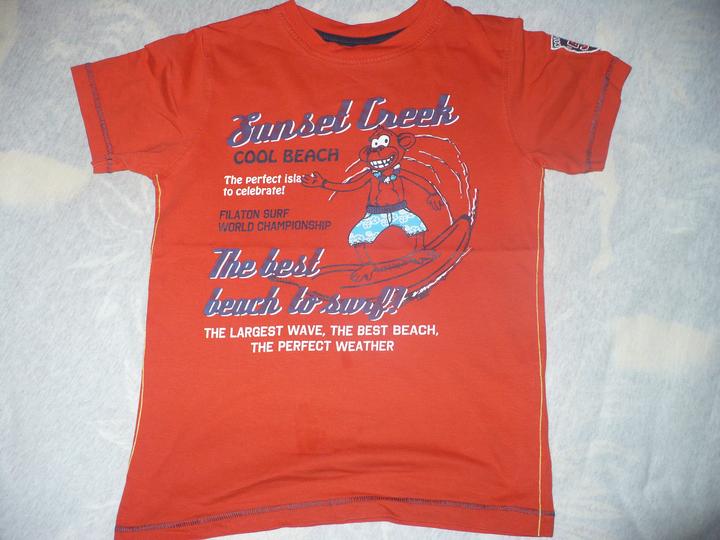 Sunset Creek
COOL BEACH
The perfect isla
to celebrate!
FILATON SURF
WORLD CHAMPIONSHIP
The best
beach to surf!
THE LARGEST WAVE, THE BEST BEACH,
THE PERFECT WEATHER